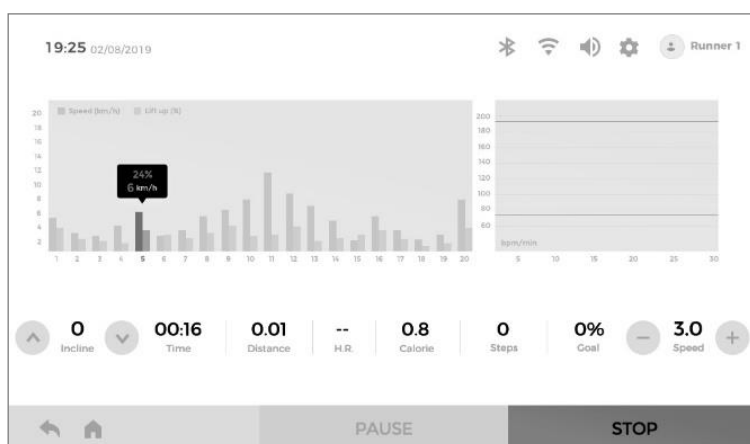 19:25 02/08/2019
Runner 1
Speed (km/h) Lift up (%)
20
18
16
14
12
10
8
6
4
2
24%
6 km/h
1 2 3 4 5 6 7 8 9 10 11 12 13 14 15 16 17 18 19 20
200
180
160
140
120
100
80
60
bpm/min
5 10 15 20 25 30
0 00:16 0.01 -- 0.8 0 0% 3.0
Incline Time Distance H.R. Calorie Steps Goal Speed
PAUSE STOP